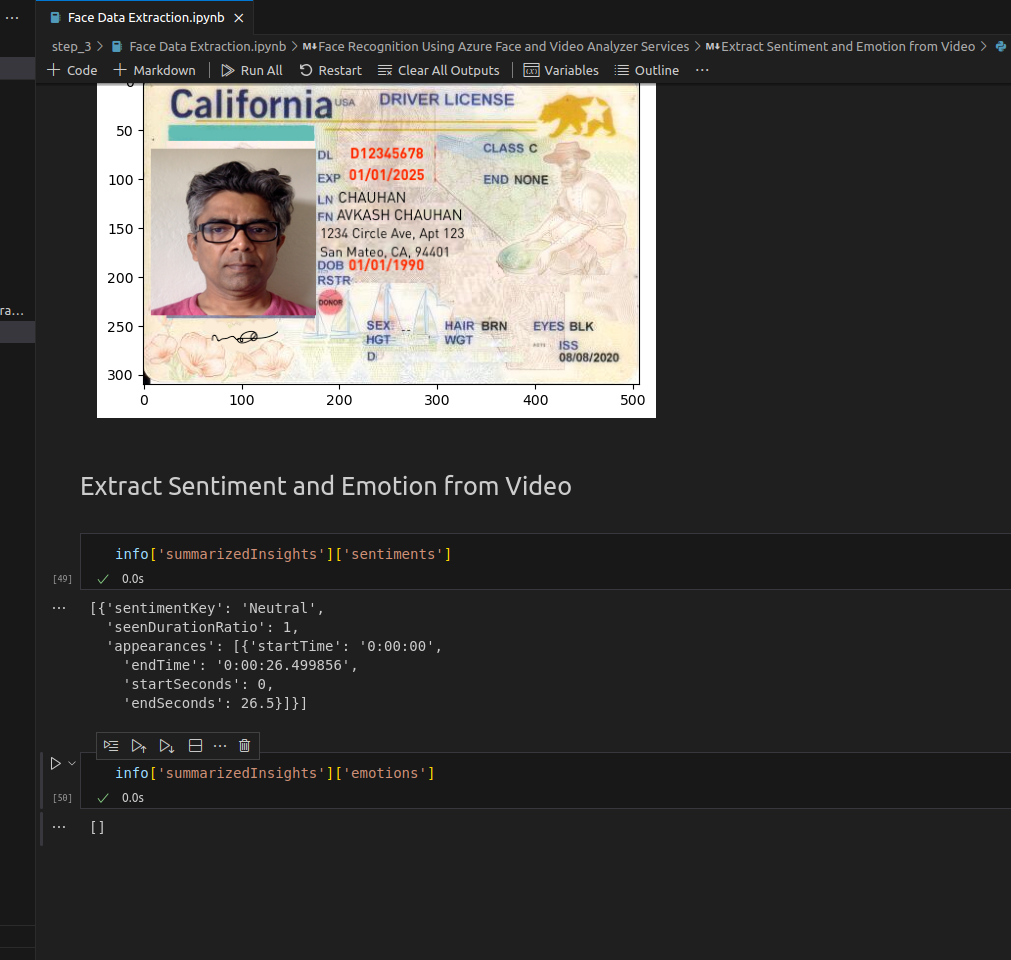 Face Data Extraction.ipynb
step_3 > Face Data Extraction.ipynb > M↓Face Recognition Using Azure Face and Video Analyzer Services > M↓Extract Sentiment and Emotion from Video >
+ Code + Markdown Run All Restart Clear All Outputs Variables Outline ...
California USA DRIVER LICENSE
DL D12345678 CLASS C
EXP 01/01/2025 END NONE
LN CHAUHAN
FN AVKASH CHAUHAN
1234 Circle Ave, Apt 123
San Mateo, CA, 94401
DOB 01/01/1990
RSTR
DONOR
SEX -- HAIR BRN EYES BLK
HGT WGT ISS
D 08/08/2020
0
50
100
150
200
250
300
0 100 200 300 400 500
ra...
Extract Sentiment and Emotion from Video
info['summarizedInsights']['sentiments']
[49] 0.0s
... [{'sentimentKey': 'Neutral',
'seenDurationRatio': 1,
'appearances': [{'startTime': '0:00:00',
'endTime': '0:00:26.499856',
'startSeconds': 0,
'endSeconds': 26.5}]}]
info['summarizedInsights']['emotions']
[50] 0.0s
... []